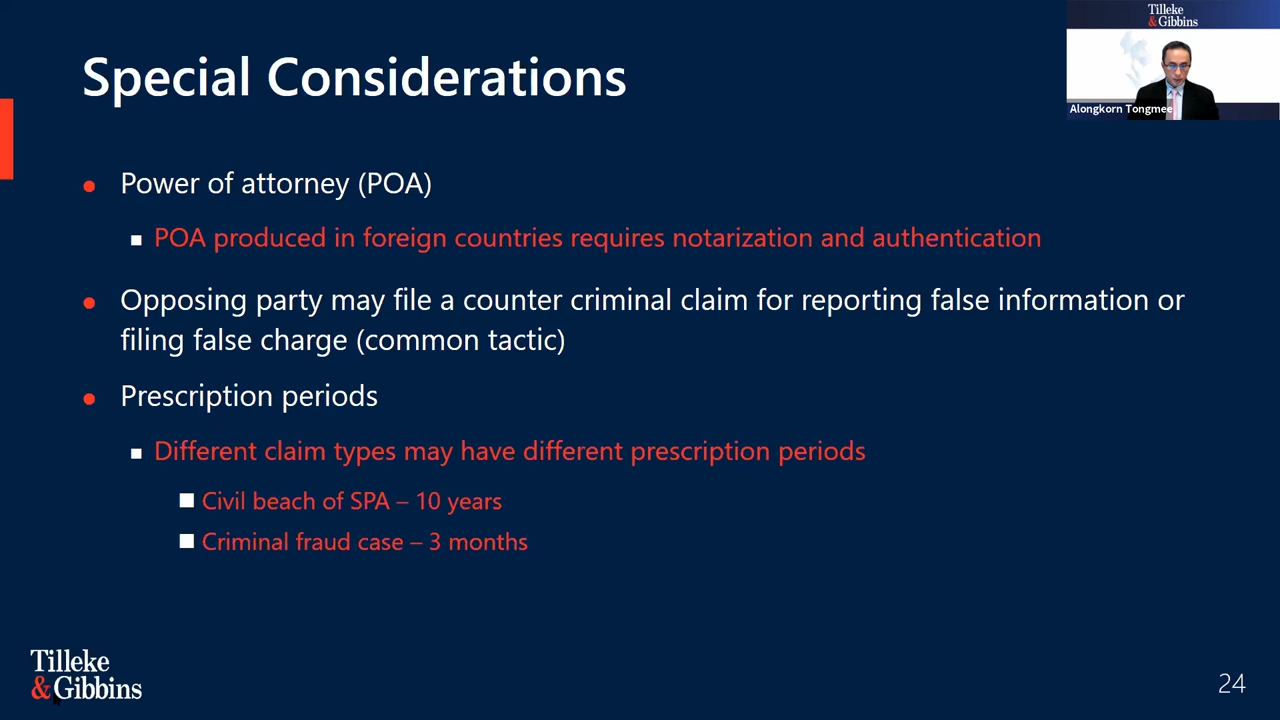 Tilleke
& Gibbins
Alongkorn Tongmee
Special Considerations
Power of attorney (POA)
POA produced in foreign countries requires notarization and authentication
Opposing party may file a counter criminal claim for reporting false information or
filing false charge (common tactic)
Prescription periods
Different claim types may have different prescription periods
Civil beach of SPA – 10 years
Criminal fraud case – 3 months
Tilleke
& Gibbins
24